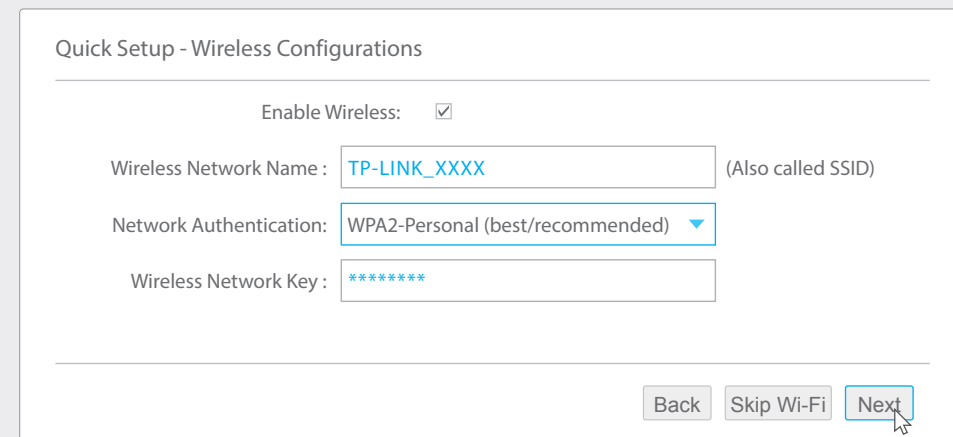 Quick Setup - Wireless Configurations
Enable Wireless:
Wireless Network Name : TP-LINK_XXXX (Also called SSID)
Network Authentication: WPA2-Personal (best/recommended)
Wireless Network Key : ********
Back Skip Wi-Fi Next